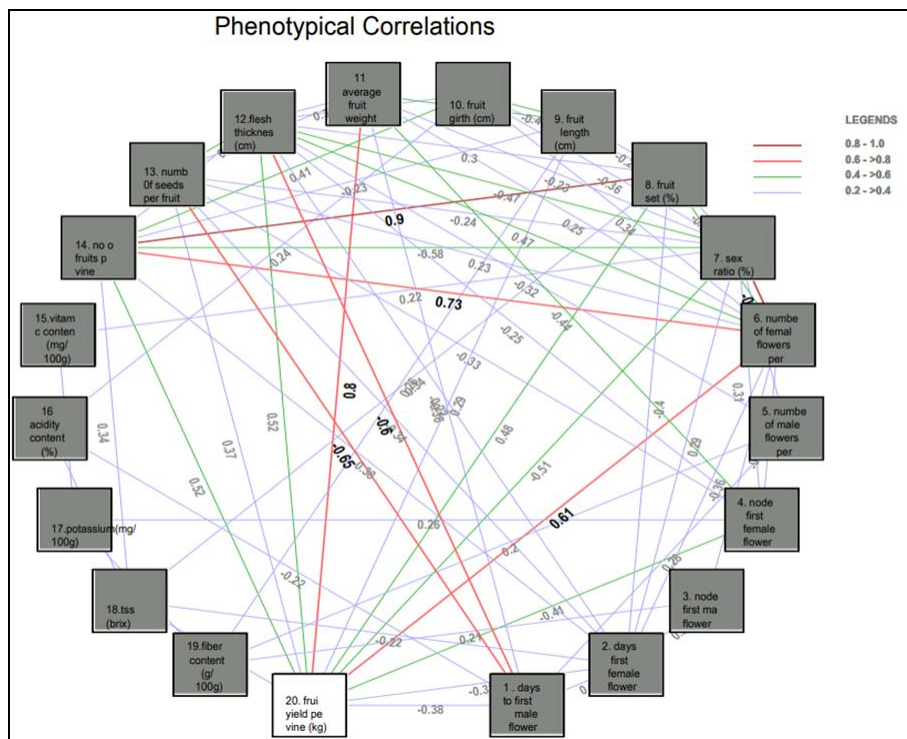 Phenotypical Correlations
LEGENDS
0.8 - 1.0
0.6 - >0.8
0.4 - >0.6
0.2 - >0.4
11
average
fruit
weight
10. fruit
girth (cm)
9. fruit
length
(cm)
8. fruit
set (%)
7. sex
ratio (%)
6. numbe
of femal
flowers
per
5. numbe
of male
flowers
per
4. node
first
female
flower
3. node
first ma
flower
2. days
first
female
flower
1 . days
to first
male
flower
20. frui
yield pe
vine (kg)
19.fiber
content
(g/
100g)
18.tss
(brix)
17.potassium(mg/
100g)
16
acidity
content
(%)
15.vitam
c conten
(mg/
100g)
14. no o
fruits p
vine
13. numb
0f seeds
per fruit
12.flesh
thicknes
(cm)
0.3
0.41
-0.23
-0.23
-0.36
-0.47
0.9
-0.24
0.25
0.34
0.47
-0.24
-0.58
0.23
-0.32
0.22
0.73
-0.44
-0.25
-0.33
0.8
0.29
-0.6
0.34
0.31
0.34
0.37
0.52
-0.65
0.38
0.48
0.29
-0.51
-0.36
0.52
0.26
0.61
0.2
0.28
-0.22
-0.41
-0.22
0.21
-0.38